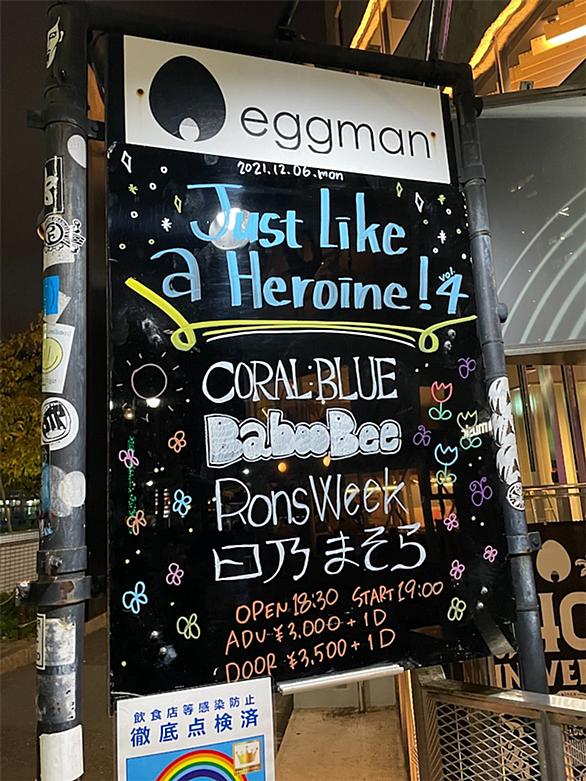 eggman
2021.12.06.mon
Just Like
a Heroine! vol.4
CORAL・BLUE
BabooBee
RonsWeek
日乃まそら
OPEN 18:30 START 19:00
ADV ¥3,000 + 1D
DOOR ¥3,500 + 1D
飲食店等感染防止
徹底点検済